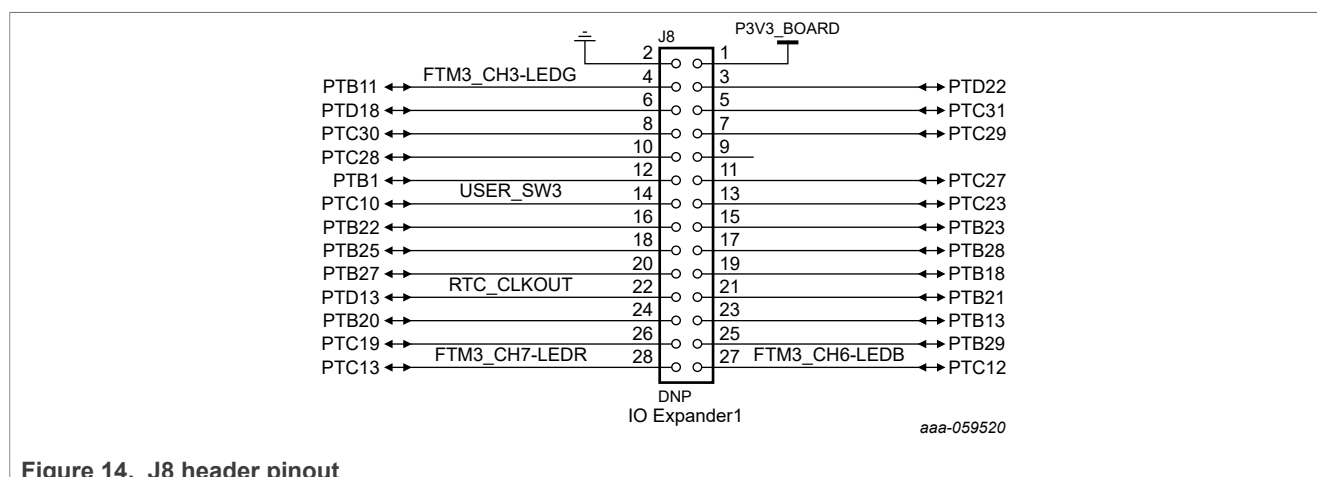 J8 P3V3_BOARD
2 1
PTB11 FTM3_CH3-LEDG 4 3 PTD22
PTD18 6 5 PTC31
PTC30 8 7 PTC29
PTC28 10 9
PTB1 12 11 PTC27
PTC10 USER_SW3 14 13 PTC23
PTB22 16 15 PTB23
PTB25 18 17 PTB28
PTB27 20 19 PTB18
PTD13 RTC_CLKOUT 22 21 PTB21
PTB20 24 23 PTB13
PTC19 26 25 PTB29
PTC13 FTM3_CH7-LEDR 28 27 FTM3_CH6-LEDB PTC12
DNP
IO Expander1
aaa-059520
Figure 14. J8 header pinout